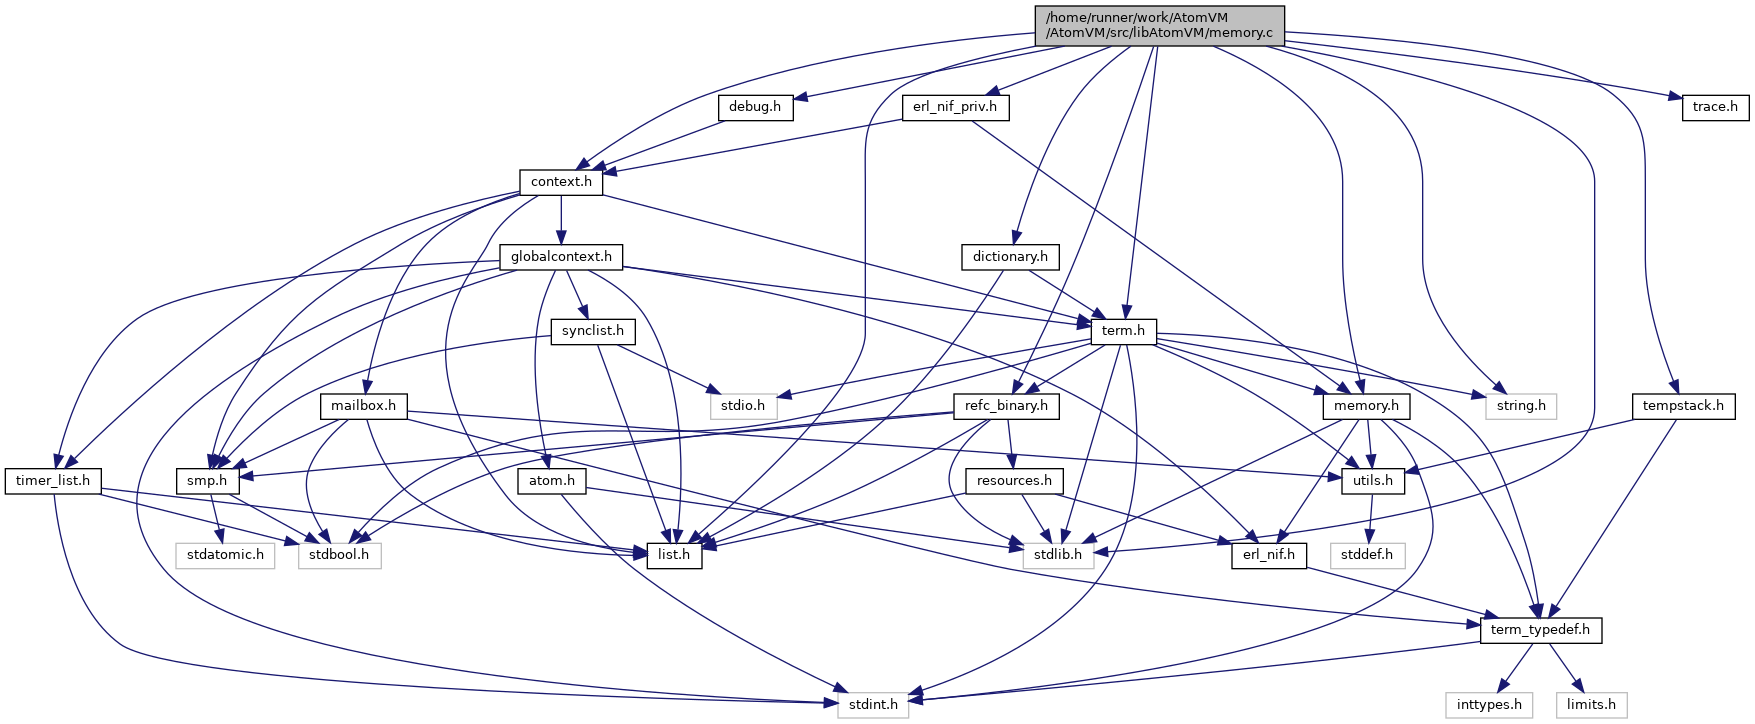 /home/runner/work/AtomVM
/AtomVM/src/libAtomVM/memory.c
debug.h
erl_nif_priv.h
trace.h
context.h
globalcontext.h
dictionary.h
synclist.h
term.h
mailbox.h
stdio.h
refc_binary.h
memory.h
string.h
tempstack.h
timer_list.h
smp.h
atom.h
resources.h
utils.h
stdatomic.h
stdbool.h
list.h
stdlib.h
erl_nif.h
stddef.h
term_typedef.h
stdint.h
inttypes.h
limits.h